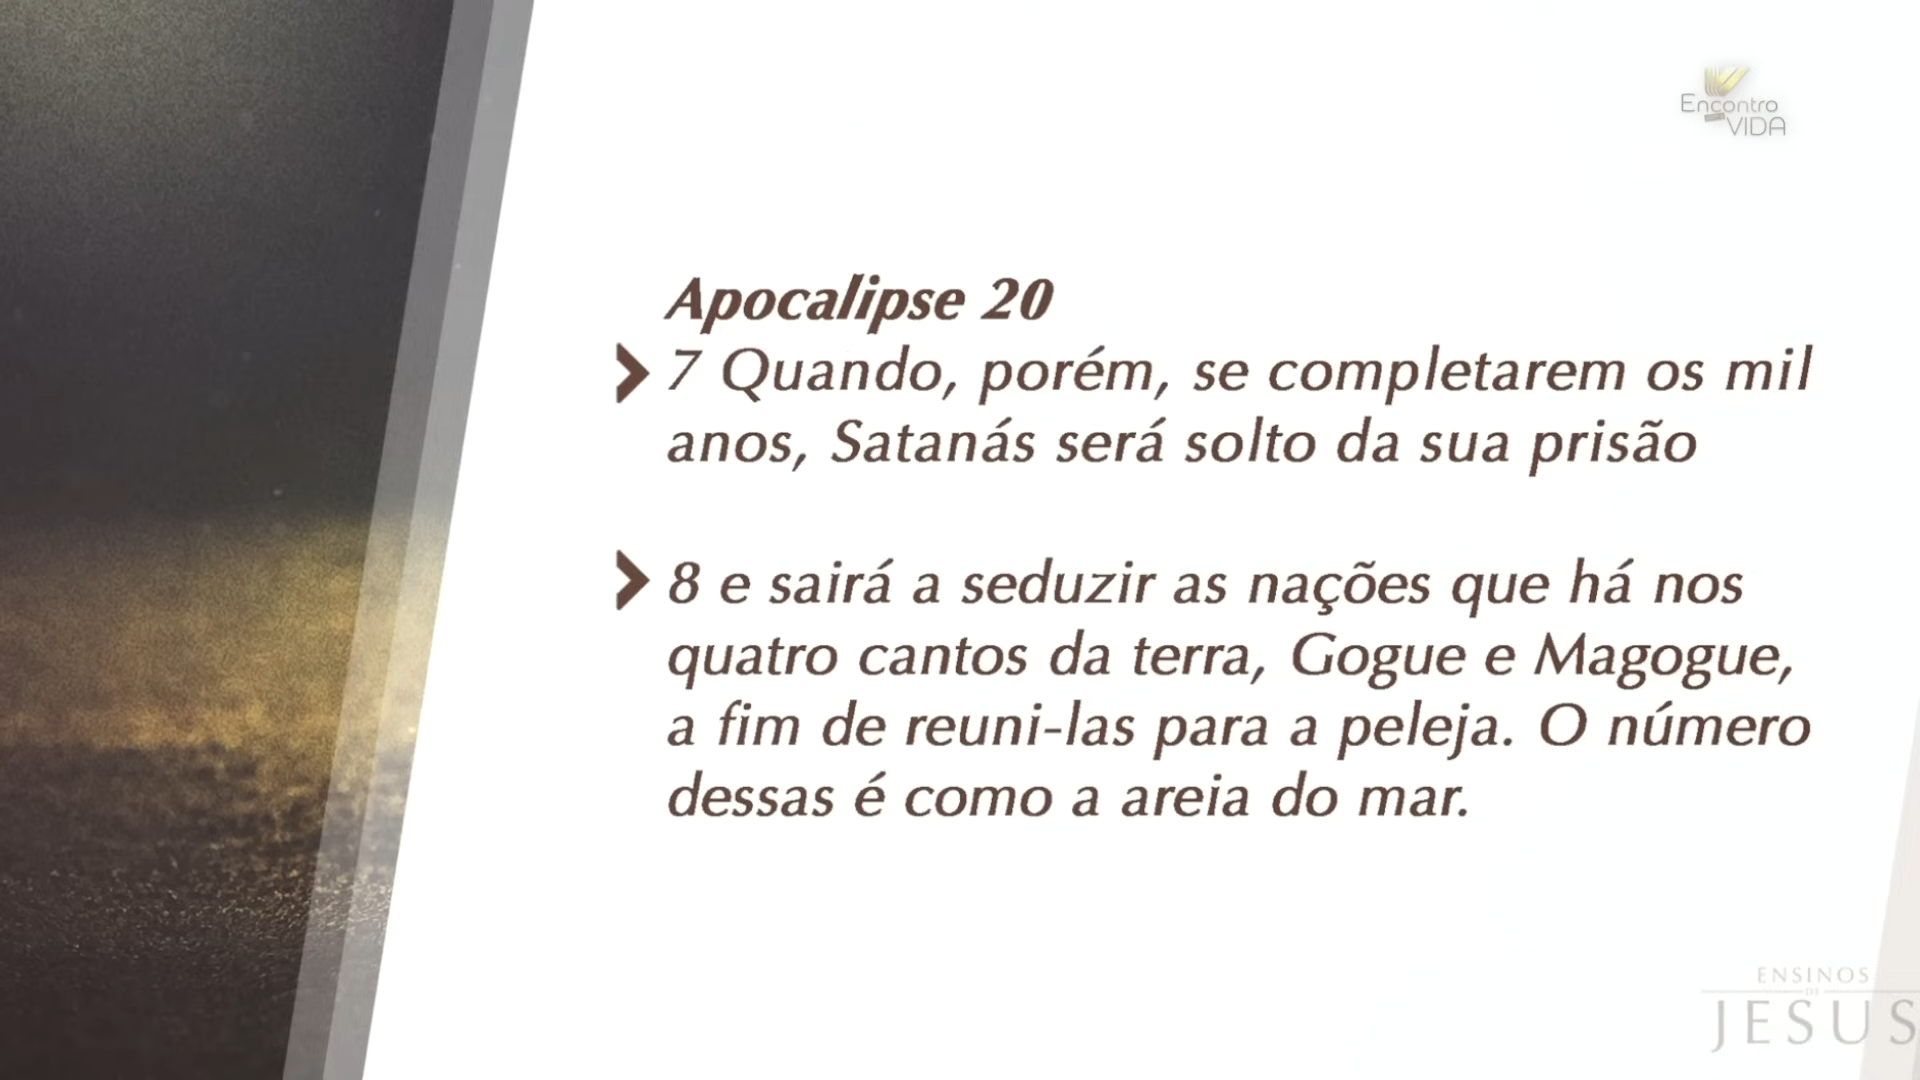 Encontro
VIDA
Apocalipse 20
7 Quando, porém, se completarem os mil
anos, Satanás será solto da sua prisão
8 e sairá a seduzir as nações que há nos
quatro cantos da terra, Gogue e Magogue,
a fim de reuni-las para a peleja. O número
dessas é como a areia do mar.
ENSINOS
DE
JESUS